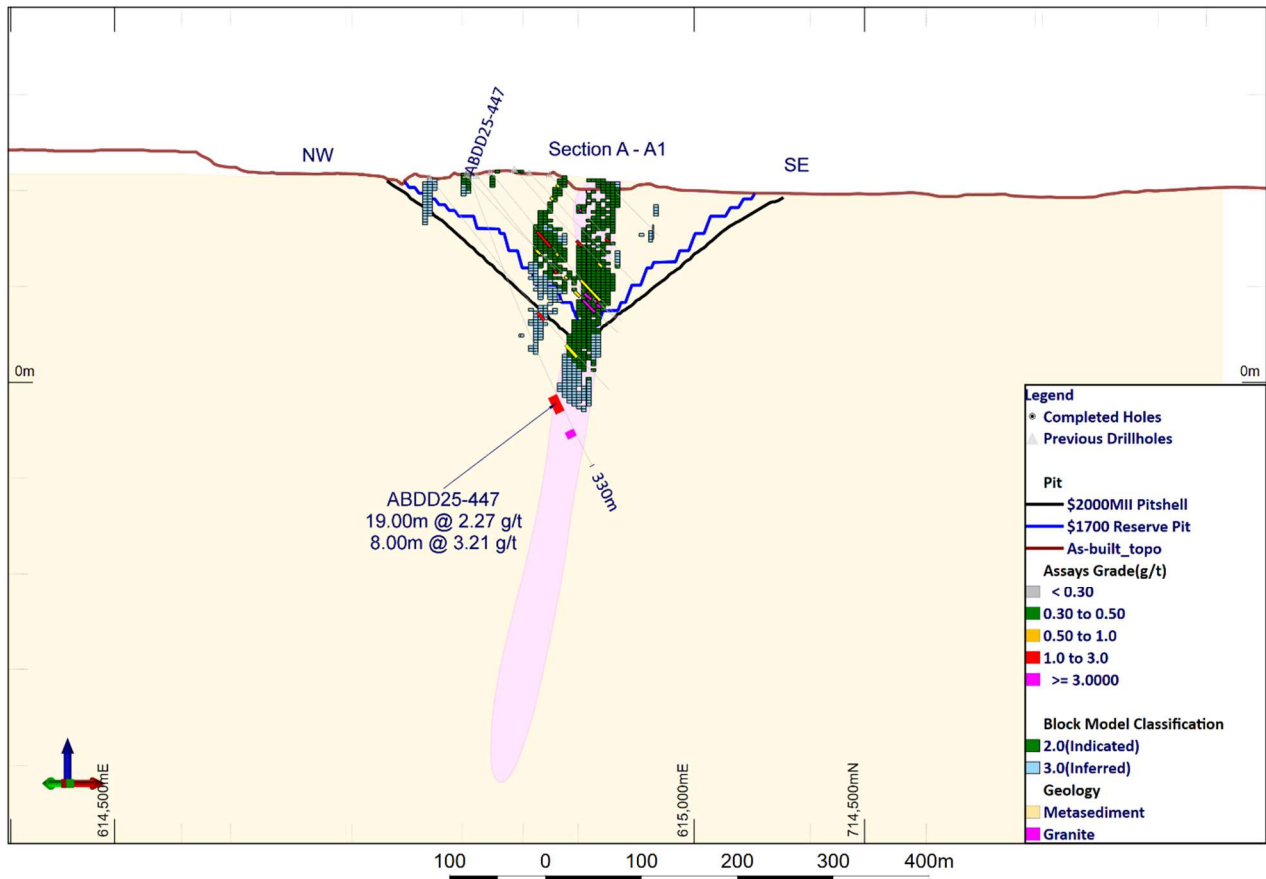 ABDD25-447
NW
Section A - A1
SE
0m
0m
330m
ABDD25-447
19.00m @ 2.27 g/t
8.00m @ 3.21 g/t
Legend
Completed Holes
Previous Drillholes
Pit
$2000MII Pitshell
$1700 Reserve Pit
As-built_topo
Assays Grade(g/t)
< 0.30
0.30 to 0.50
0.50 to 1.0
1.0 to 3.0
>= 3.0000
Block Model Classification
2.0(Indicated)
3.0(Inferred)
Geology
Metasediment
Granite
614,500mE
615,000mE
714,500mN
100 0 100 200 300 400m